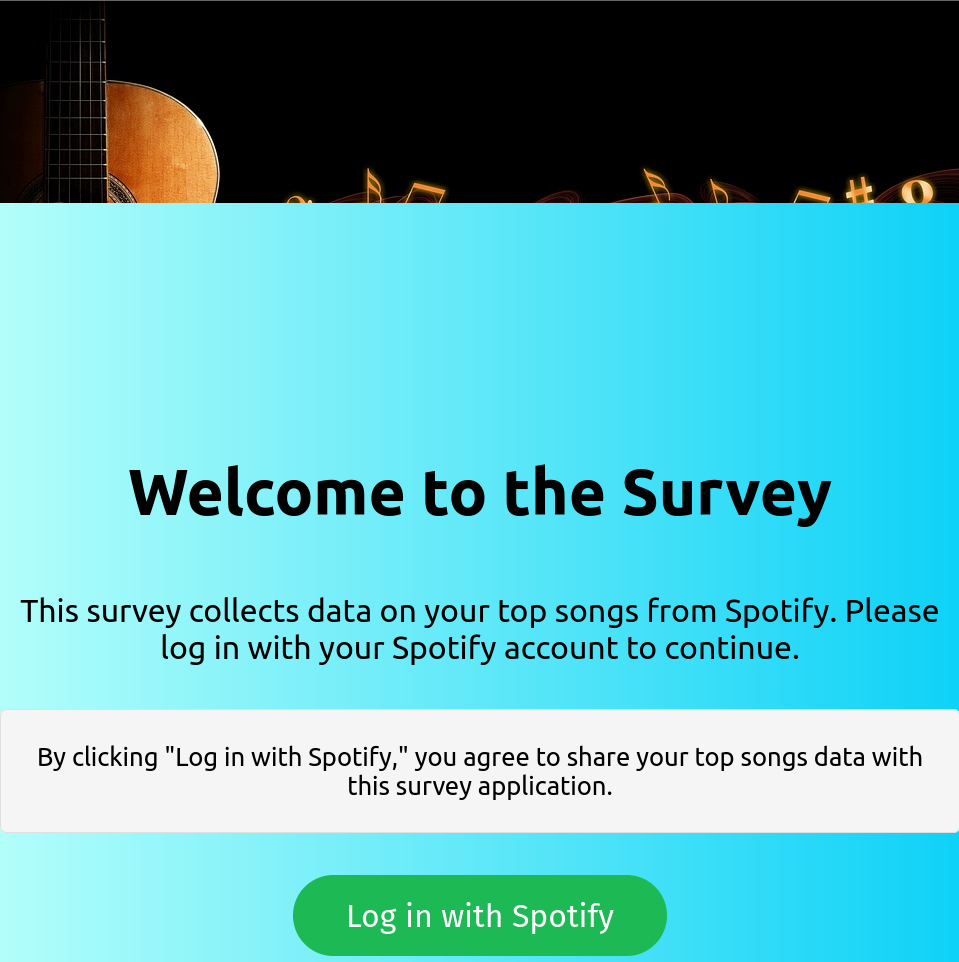 Welcome to the Survey
This survey collects data on your top songs from Spotify. Please
log in with your Spotify account to continue.
By clicking "Log in with Spotify," you agree to share your top songs data with
this survey application.
Log in with Spotify